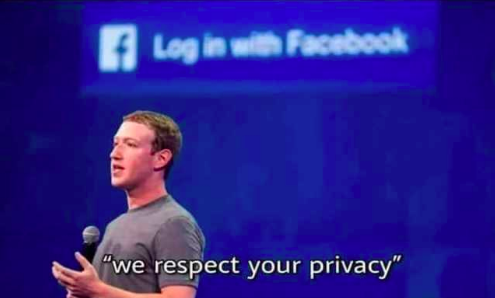 f Log in with Facebook
"we respect your privacy"